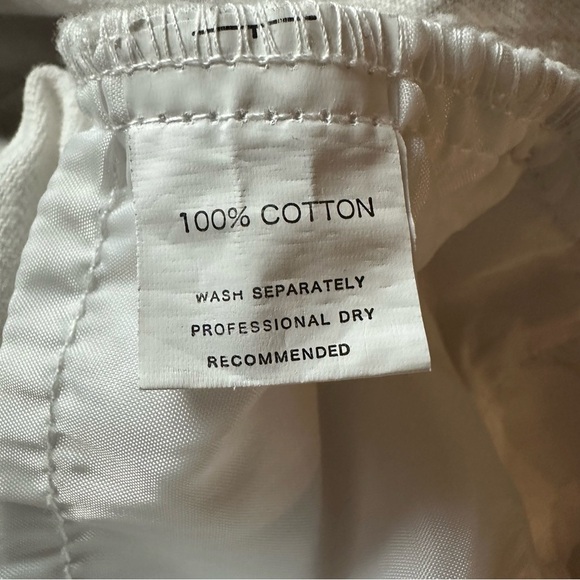 100% COTTON
WASH SEPARATELY
PROFESSIONAL DRY
RECOMMENDED